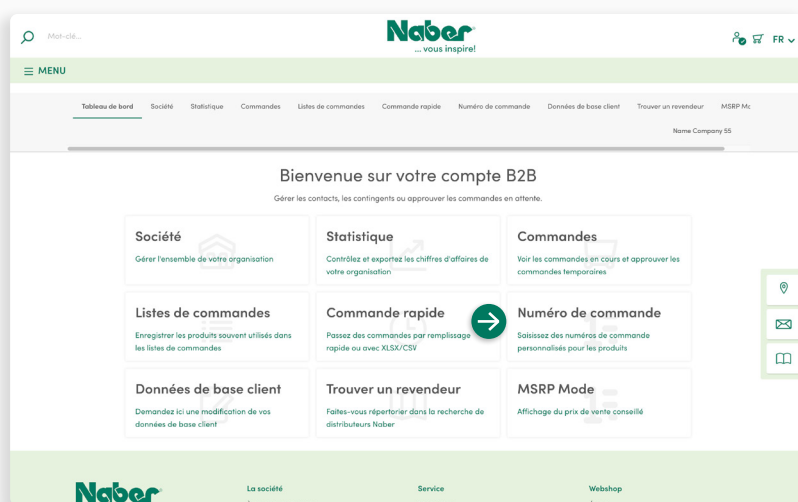 Mot-clé...
Naber
... vous inspire!
FR
MENU
Tableau de bord Société Statistique Commandes Listes de commandes Commande rapide Numéro de commande Données de base client Trouver un revendeur MSRP Mo
Name Company 55
Bienvenue sur votre compte B2B
Gérer les contacts, les contingents ou approuver les commandes en attente.
Société
Gérer l'ensemble de votre organisation
Statistique
Contrôlez et exportez les chiffres d'affaires de
votre organisation
Commandes
Voir les commandes en cours et approuver les
commandes temporaires
Listes de commandes
Enregistrer les produits souvent utilisés dans
les listes de commandes
Commande rapide
Passez des commandes par remplissage
rapide ou avec XLSX/CSV
Numéro de commande
Saisissez des numéros de commande
personnalisés pour les produits
Données de base client
Demandez ici une modification de vos
données de base client
Trouver un revendeur
Faites-vous répertorier dans la recherche de
distributeurs Naber
MSRP Mode
Affichage du prix de vente conseillé
Naber
La société
Service
Webshop